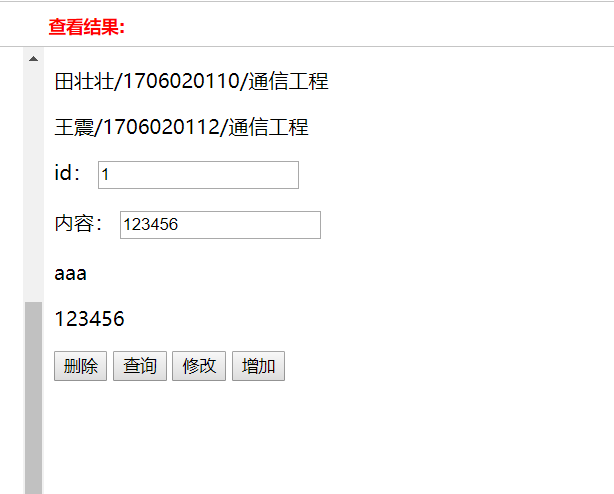 查看结果:
田壮壮/1706020110/通信工程
王震/1706020112/通信工程
id： 1
内容： 123456
aaa
123456
删除 查询 修改 增加